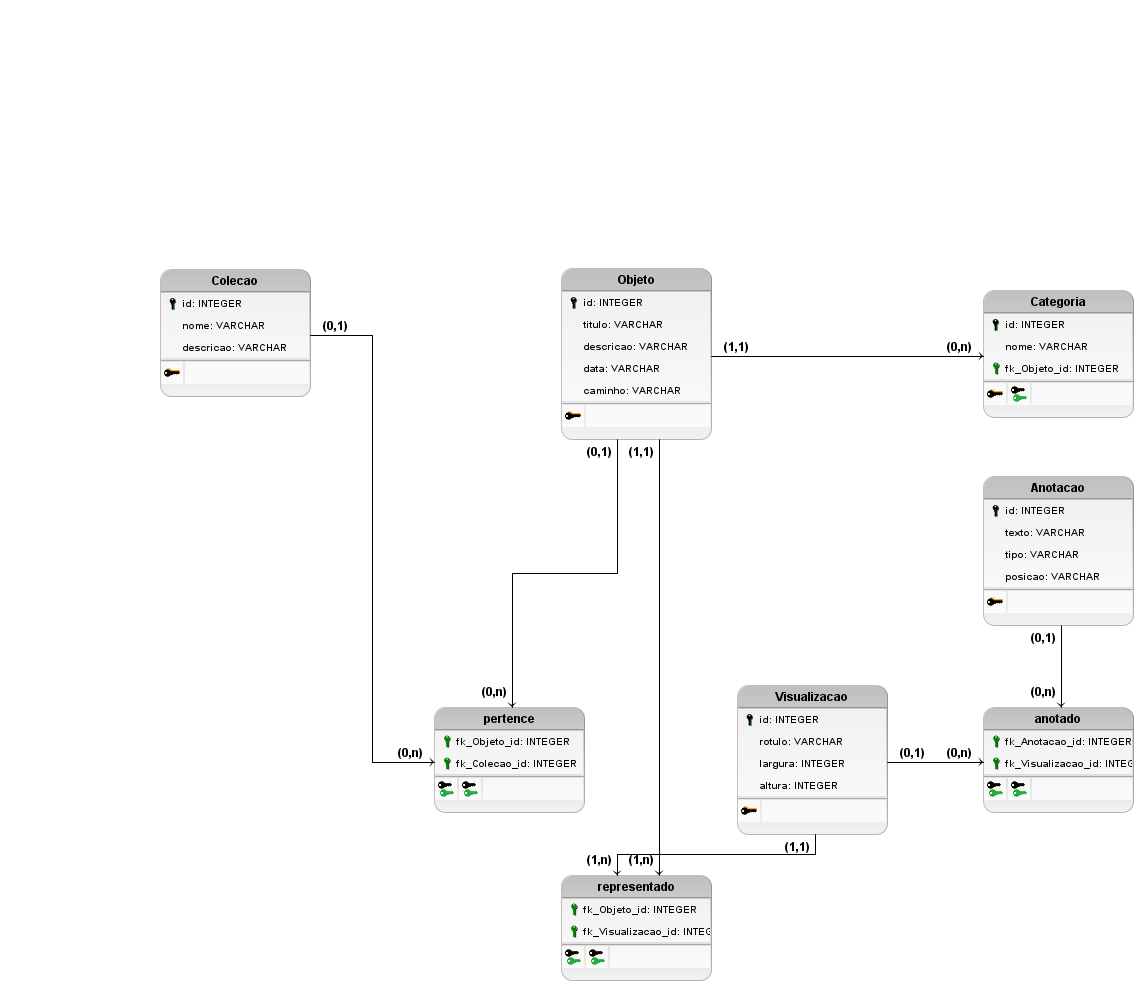 Colecao
id: INTEGER
nome: VARCHAR
descricao: VARCHAR
(0,1)
Objeto
id: INTEGER
titulo: VARCHAR
descricao: VARCHAR
data: VARCHAR
caminho: VARCHAR
(1,1)
(0,n)
Categoria
id: INTEGER
nome: VARCHAR
fk_Objeto_id: INTEGER
(0,1)
(1,1)
Anotacao
id: INTEGER
texto: VARCHAR
tipo: VARCHAR
posicao: VARCHAR
(0,1)
(0,n)
(0,n)
(0,n)
pertence
fk_Objeto_id: INTEGER
fk_Colecao_id: INTEGER
Visualizacao
id: INTEGER
rotulo: VARCHAR
largura: INTEGER
altura: INTEGER
(0,1)
(0,n)
anotado
fk_Anotacao_id: INTEGER
fk_Visualizacao_id: INTEG
(1,1)
(1,n)
(1,n)
representado
fk_Objeto_id: INTEGER
fk_Visualizacao_id: INTEG